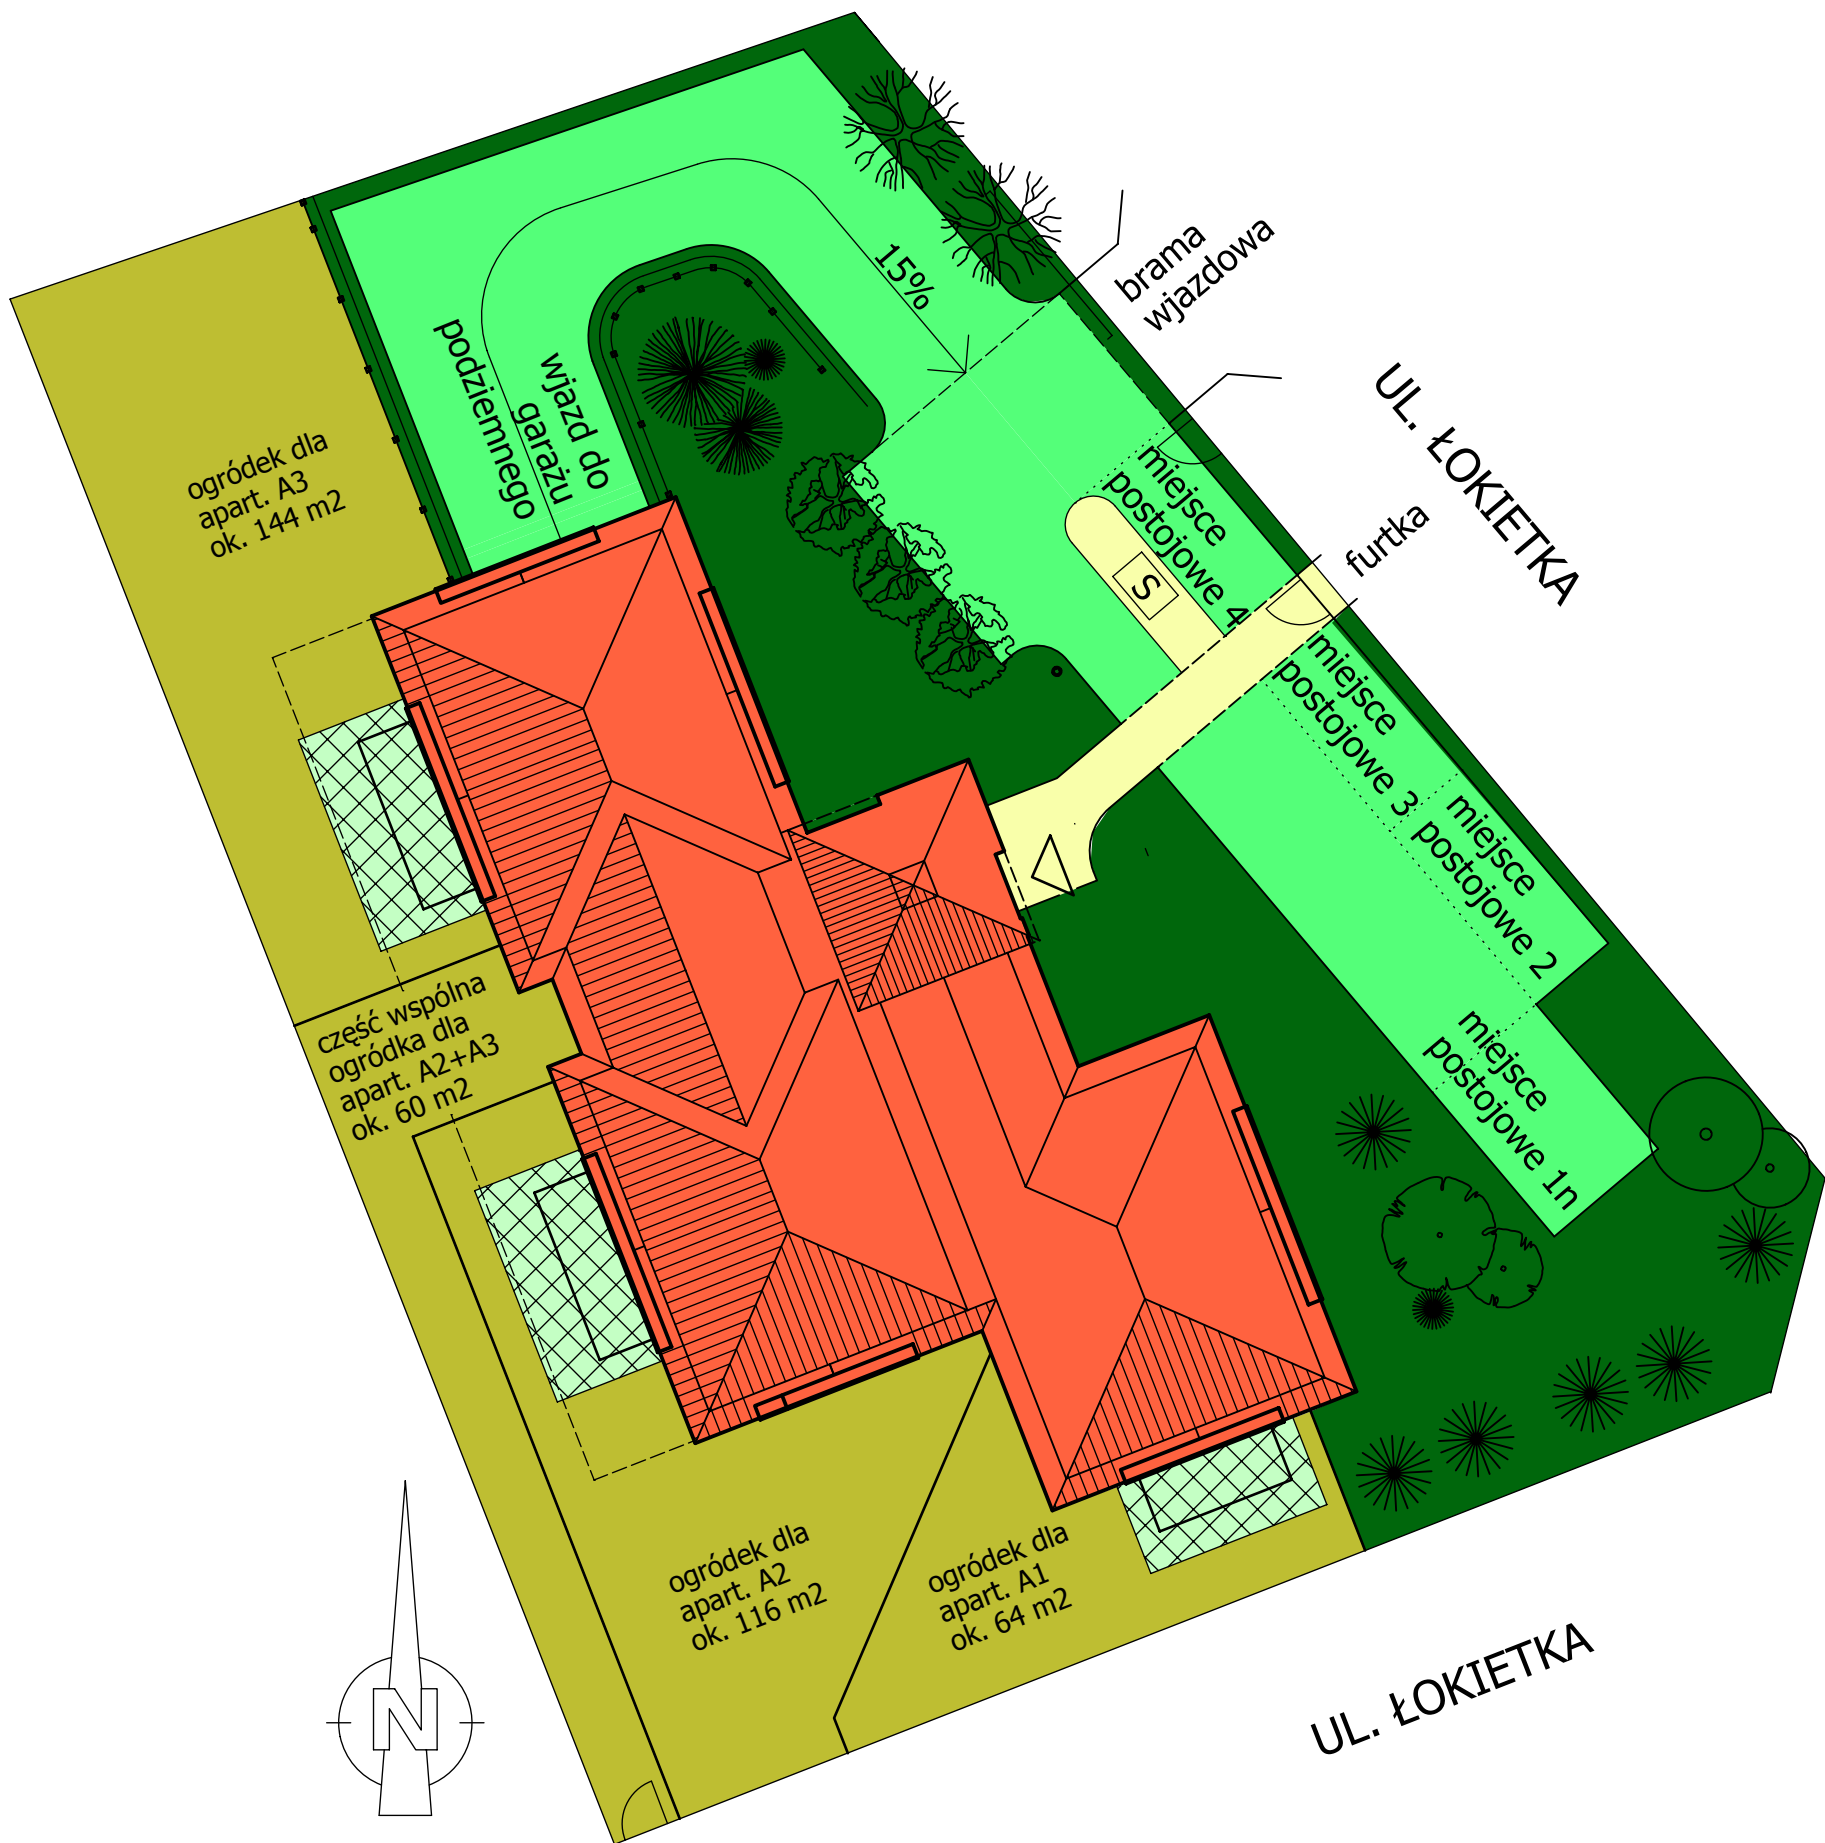 15%
brama
wjazdowa
UL. ŁOKIETKA
wjazd do
garażu
podziemnego
ogródek dla
apart. A3
ok. 144 m2
miejsce
postojowe 4
S
furtka
miejsce
postojowe 3
miejsce
postojowe 2
miejsce
postojowe 1n
część wspólna
ogródka dla
apart. A2+A3
ok. 60 m2
ogródek dla
apart. A2
ok. 116 m2
ogródek dla
apart. A1
ok. 64 m2
UL. ŁOKIETKA
N